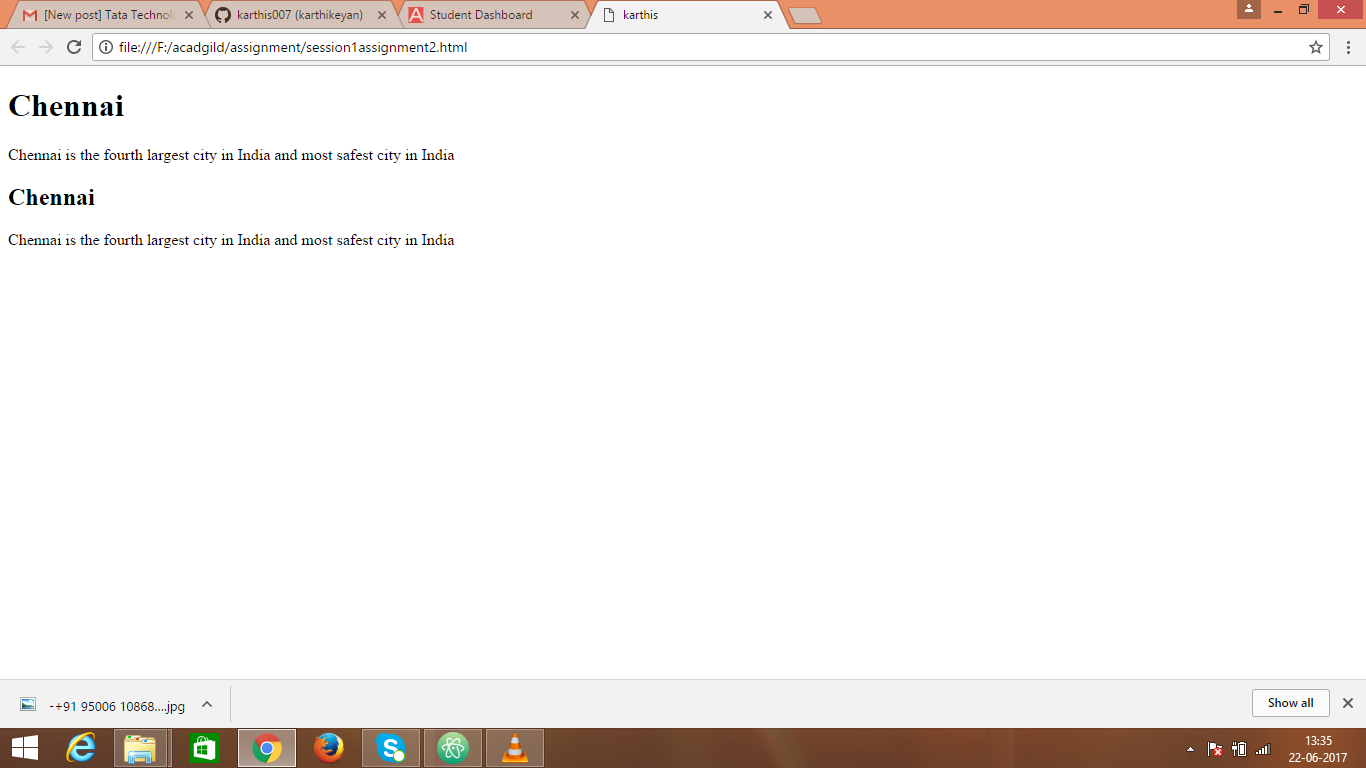 [New post] Tata Technolo
karthis007 (karthikeyan)
Student Dashboard
karthis
file:///F:/acadgild/assignment/session1assignment2.html
Chennai
Chennai is the fourth largest city in India and most safest city in India
Chennai
Chennai is the fourth largest city in India and most safest city in India
-+91 95006 10868....jpg
Show all
13:35
22-06-2017